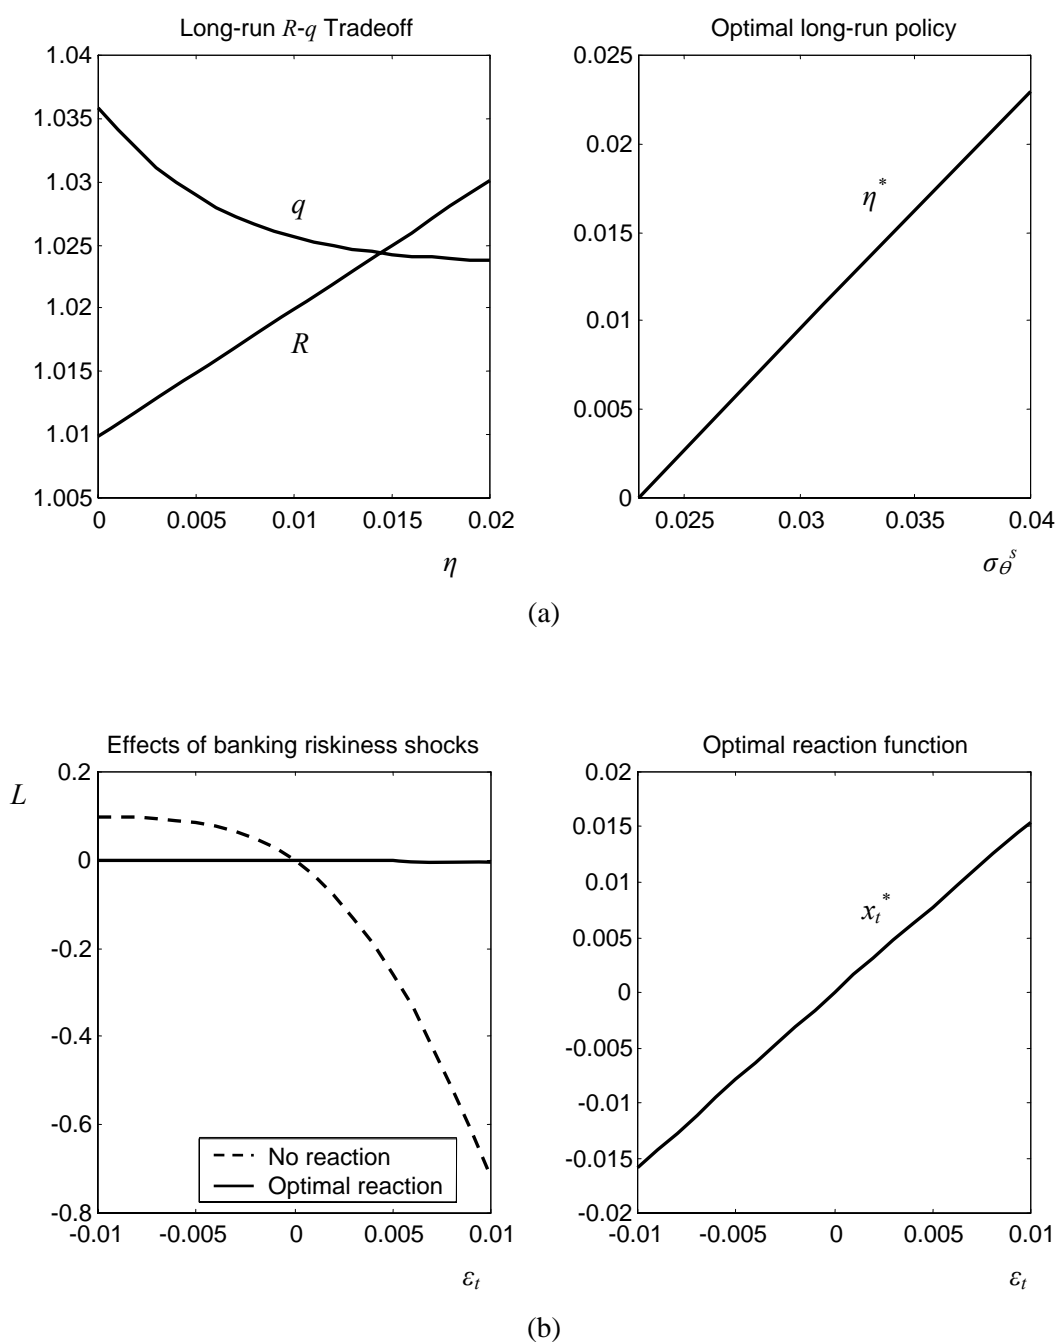 Long-run R-q Tradeoff
1.04
1.035
1.03
1.025
1.02
1.015
1.01
1.005
q
R
0 0.005 0.01 0.015 0.02
η
Optimal long-run policy
0.025
0.02
0.015
0.01
0.005
0
η*
0.025 0.03 0.035 0.04
σθs
(a)
Effects of banking riskiness shocks
L
0.2
0
-0.2
-0.4
-0.6
-0.8
No reaction
Optimal reaction
-0.01 -0.005 0 0.005 0.01
εt
Optimal reaction function
0.02
0.015
0.01
0.005
0
-0.005
-0.01
-0.015
-0.02
xt*
-0.01 -0.005 0 0.005 0.01
εt
(b)